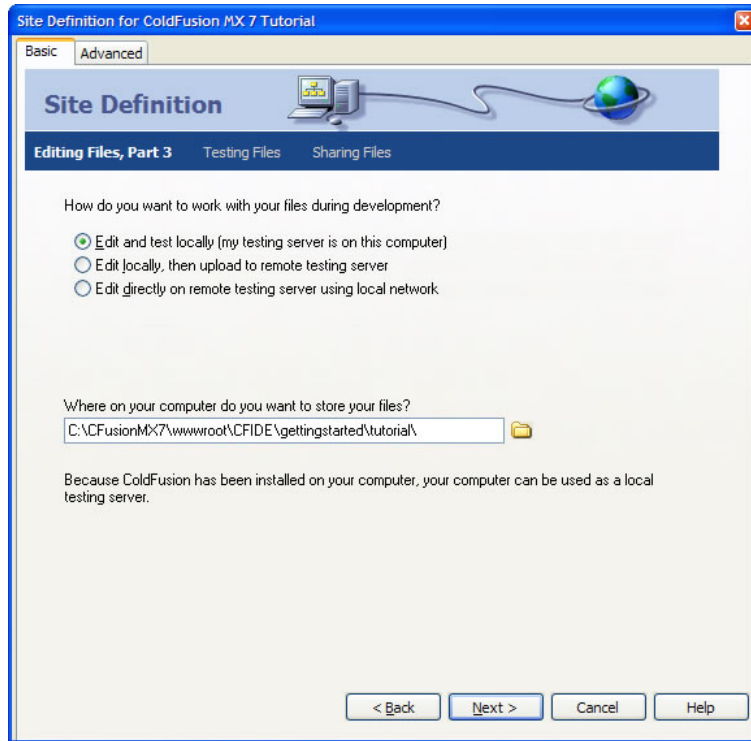 Site Definition for ColdFusion MX 7 Tutorial
Basic Advanced
Site Definition
Editing Files, Part 3 Testing Files Sharing Files
How do you want to work with your files during development?
Edit and test locally (my testing server is on this computer)
Edit locally, then upload to remote testing server
Edit directly on remote testing server using local network
Where on your computer do you want to store your files?
C:\CFusionMX7\wwwroot\CFIDE\gettingstarted\tutorial\
Because ColdFusion has been installed on your computer, your computer can be used as a local
testing server.
< Back Next > Cancel Help